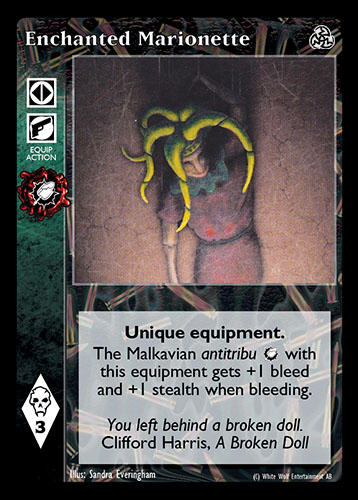 Enchanted Marionette
EQUIP
ACTION
Unique equipment.
The Malkavian antitribu with
this equipment gets +1 bleed
and +1 stealth when bleeding.
You left behind a broken doll.
Clifford Harris, A Broken Doll
3
Illus: Sandra Everingham
(C) White Wolf Entertainment AB